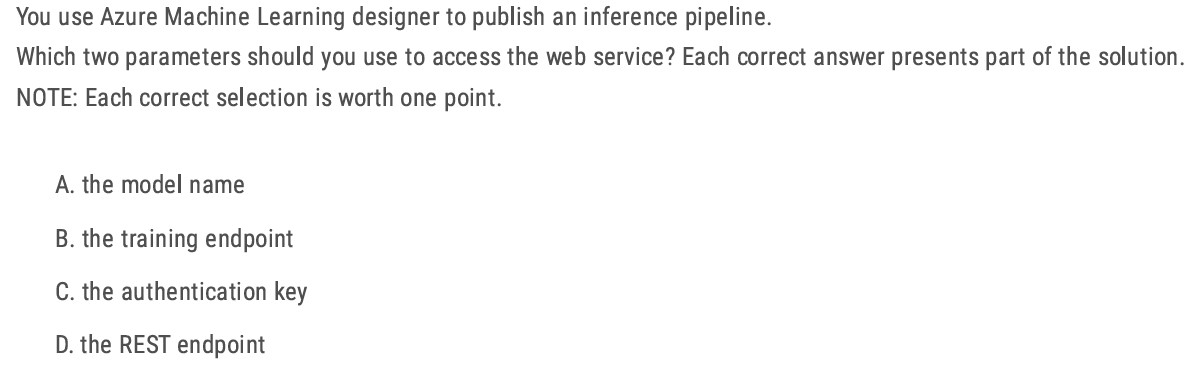 You use Azure Machine Learning designer to publish an inference pipeline.
Which two parameters should you use to access the web service? Each correct answer presents part of the solution.
NOTE: Each correct selection is worth one point.
A. the model name
B. the training endpoint
C. the authentication key
D. the REST endpoint